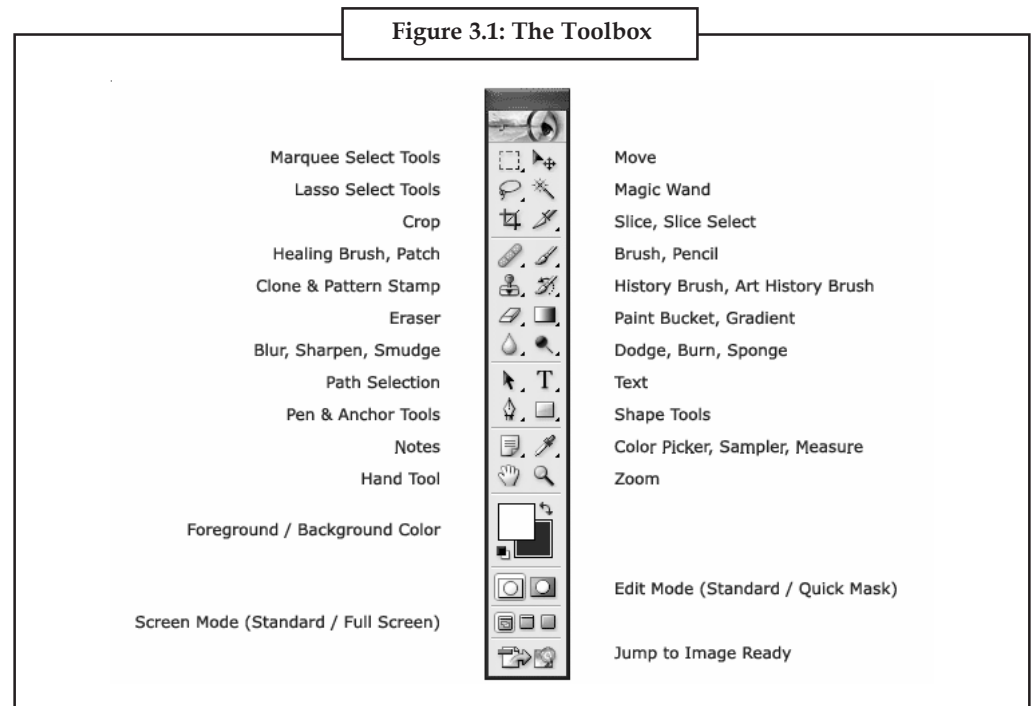 Figure 3.1: The Toolbox
Marquee Select Tools
Move
Lasso Select Tools
Magic Wand
Crop
Slice, Slice Select
Healing Brush, Patch
Brush, Pencil
Clone & Pattern Stamp
History Brush, Art History Brush
Eraser
Paint Bucket, Gradient
Blur, Sharpen, Smudge
Dodge, Burn, Sponge
Path Selection
T
Text
Pen & Anchor Tools
Shape Tools
Notes
Color Picker, Sampler, Measure
Hand Tool
Zoom
Foreground / Background Color
Edit Mode (Standard / Quick Mask)
Screen Mode (Standard / Full Screen)
Jump to Image Ready